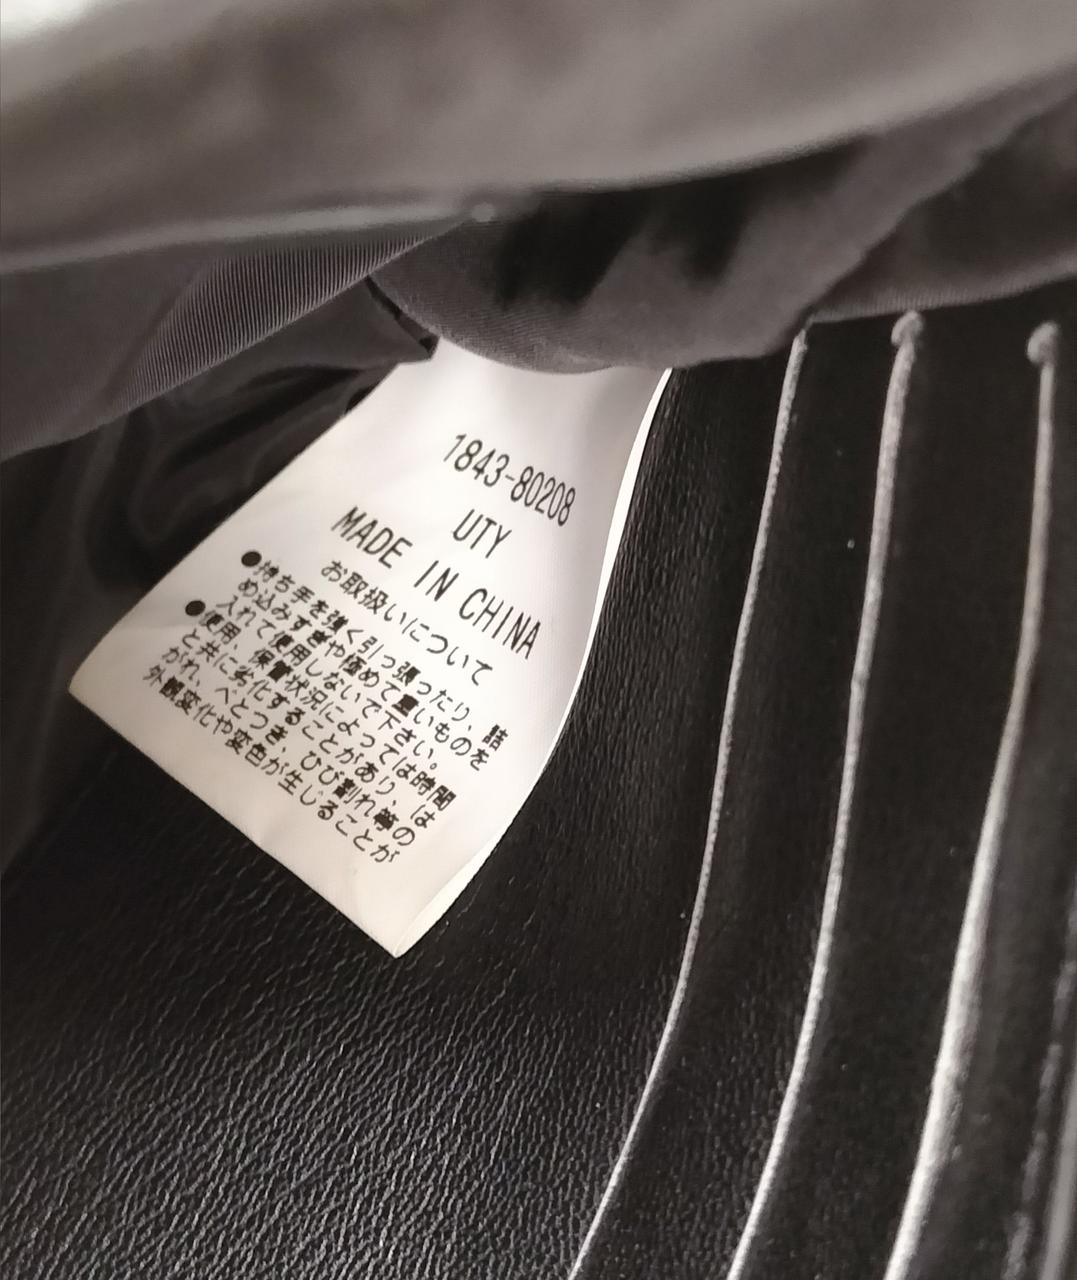 1843-80208
UTY
MADE IN CHINA
お取扱いについて
●持ち手を強く引っ張ったり、詰
め込みすぎや極めて重いものを
入れて使用しないで下さい。
●使用、保管状況によっては時間
と共に劣化することがあり、は
がれ、べとつき、ひび割れ等の
外観変化や変色が生じることが